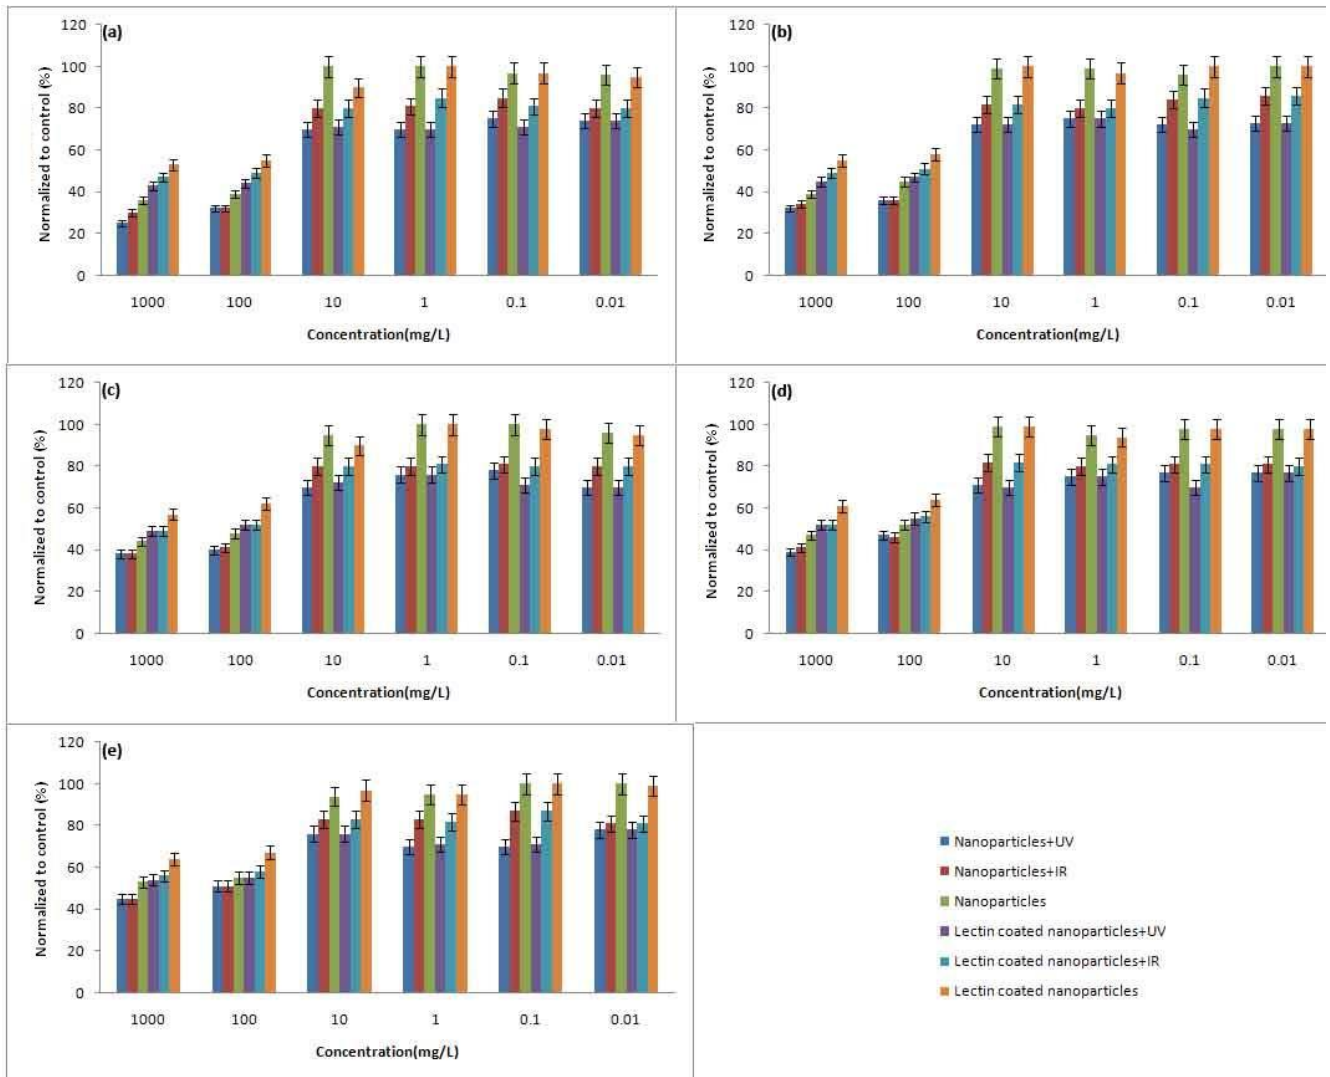 (a)
120
100
80
60
40
20
0
Normalized to control (%)
1000 100 10 1 0.1 0.01
Concentration(mg/L)
(b)
120
100
80
60
40
20
0
Normalized to control (%)
1000 100 10 1 0.1 0.01
Concentration(mg/L)
(c)
120
100
80
60
40
20
0
Normalized to control (%)
1000 100 10 1 0.1 0.01
Concentration(mg/L)
(d)
120
100
80
60
40
20
0
Normalized to control (%)
1000 100 10 1 0.1 0.01
Concentration(mg/L)
(e)
120
100
80
60
40
20
0
Normalized to control (%)
1000 100 10 1 0.1 0.01
Concentration(mg/L)
Nanoparticles+UV
Nanoparticles+IR
Nanoparticles
Lectin coated nanoparticles+UV
Lectin coated nanoparticles+IR
Lectin coated nanoparticles